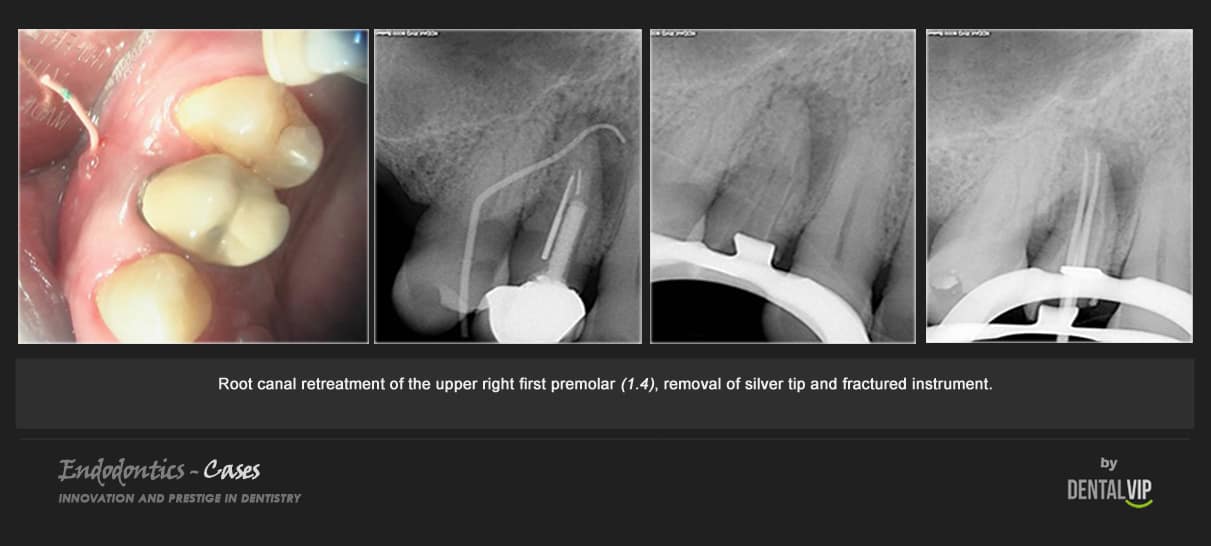 Root canal retreatment of the upper right first premolar (1.4), removal of silver tip and fractured instrument.
Endodontics - Cases
INNOVATION AND PRESTIGE IN DENTISTRY
by
DENTALVIP